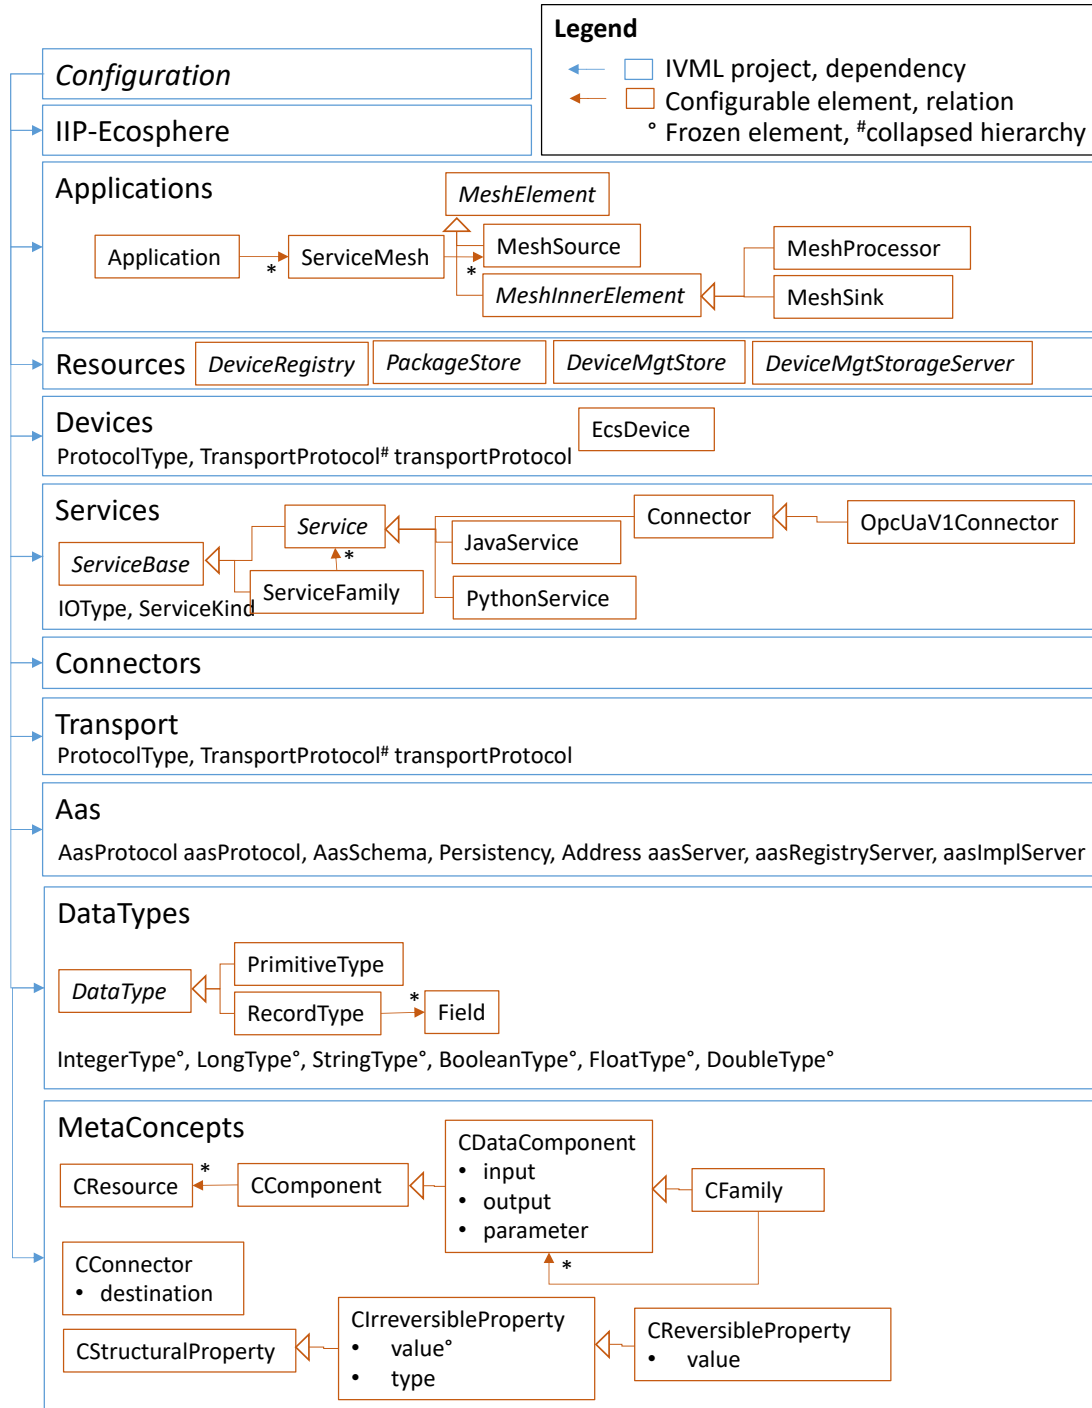 Legend
IVML project, dependency
Configurable element, relation
° Frozen element, #collapsed hierarchy
Configuration
IIP-Ecosphere
Applications
MeshElement
Application
*
ServiceMesh
*
MeshSource
MeshInnerElement
MeshProcessor
MeshSink
Resources
DeviceRegistry
PackageStore
DeviceMgtStore
DeviceMgtStorageServer
Devices
EcsDevice
ProtocolType, TransportProtocol# transportProtocol
Services
Service
Connector
OpcUaV1Connector
JavaService
*
ServiceBase
ServiceFamily
PythonService
IOType, ServiceKind
Connectors
Transport
ProtocolType, TransportProtocol# transportProtocol
Aas
AasProtocol aasProtocol, AasSchema, Persistency, Address aasServer, aasRegistryServer, aasImplServer
DataTypes
PrimitiveType
DataType
RecordType
*
Field
IntegerType°, LongType°, StringType°, BooleanType°, FloatType°, DoubleType°
MetaConcepts
CDataComponent
• input
• output
• parameter
CResource
*
CComponent
CFamily
*
CConnector
• destination
CStructuralProperty
CIrreversibleProperty
• value°
• type
CReversibleProperty
• value